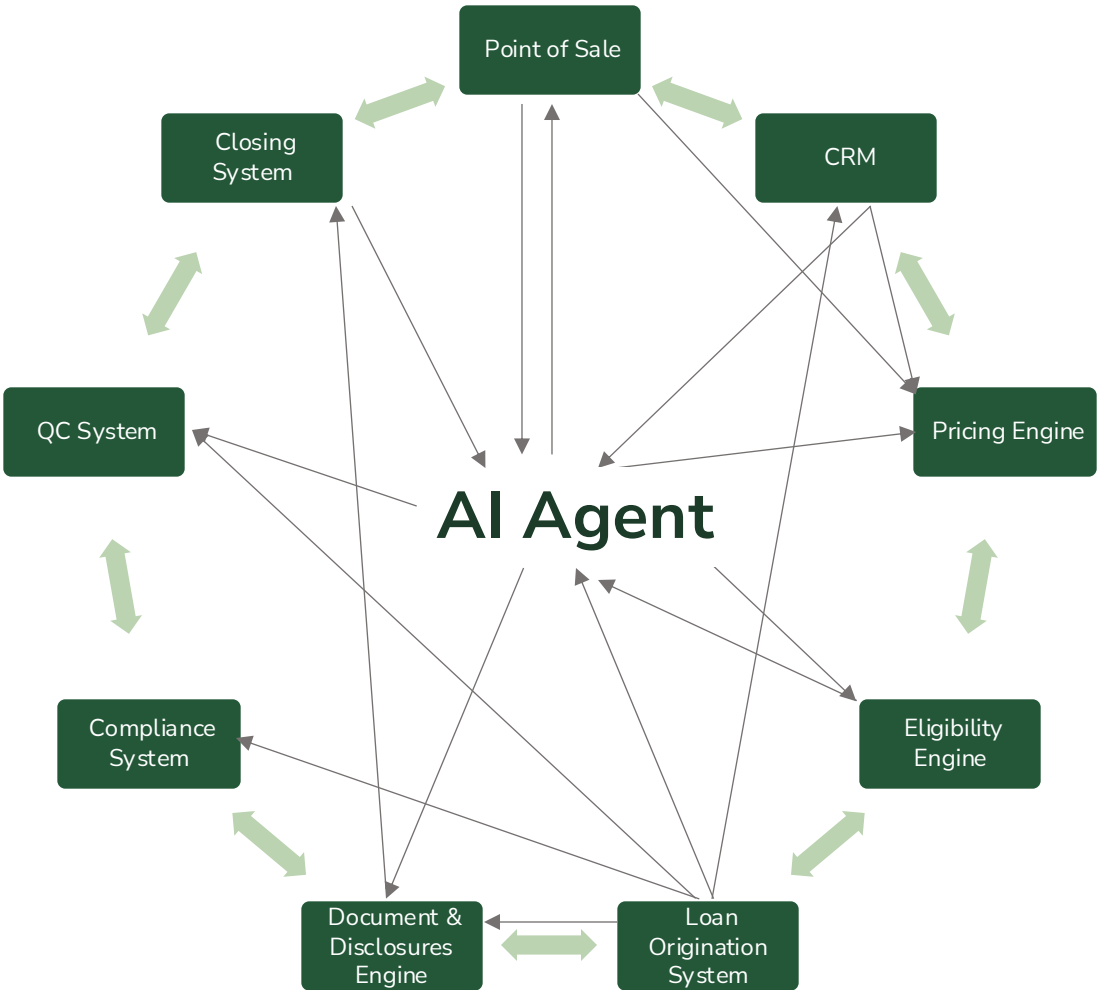 Point of Sale
Closing
System
CRM
QC System
Pricing Engine
AI Agent
Compliance
System
Eligibility
Engine
Document &
Disclosures
Engine
Loan
Origination
System